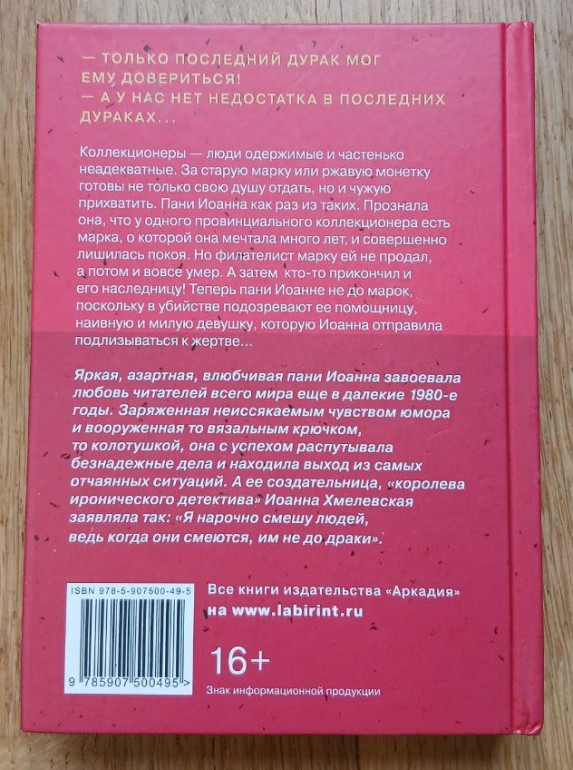 — ТОЛЬКО ПОСЛЕДНИЙ ДУРАК МОГ
ЕМУ ДОВЕРИТЬСЯ!
— А У НАС НЕТ НЕДОСТАТКА В ПОСЛЕДНИХ
ДУРАКАХ...
Коллекционеры — люди одержимые и частенько
неадекватные. За старую марку или ржавую монетку
готовы не только свою душу отдать, но и чужую
прихватить. Пани Иоанна как раз из таких. Прознала
она, что у одного провинциального коллекционера есть
марка, о которой она мечтала много лет, и совершенно
лишилась покоя. Но филателист марку ей не продал,
а потом и вовсе умер. А затем кто-то прикончил и
его наследницу! Теперь пани Иоанне не до марок,
поскольку в убийстве подозревают ее помощницу,
наивную и милую девушку, которую Иоанна отправила
подлизываться к жертве...
Яркая, азартная, влюбчивая пани Иоанна завоевала
любовь читателей всего мира еще в далекие 1980-е
годы. Заряженная неиссякаемым чувством юмора
и вооруженная то вязальным крючком,
то колотушкой, она с успехом распутывала
безнадежные дела и находила выход из самых
отчаянных ситуаций. А ее создательница, «королева
иронического детектива» Иоанна Хмелевская
заявляла так: «Я нарочно смешу людей,
ведь когда они смеются, им не до драки».
ISBN 978-5-907500-49-5
9 785907 500495 >
Все книги издательства «Аркадия»
на www.labirint.ru
16+
Знак информационной продукции